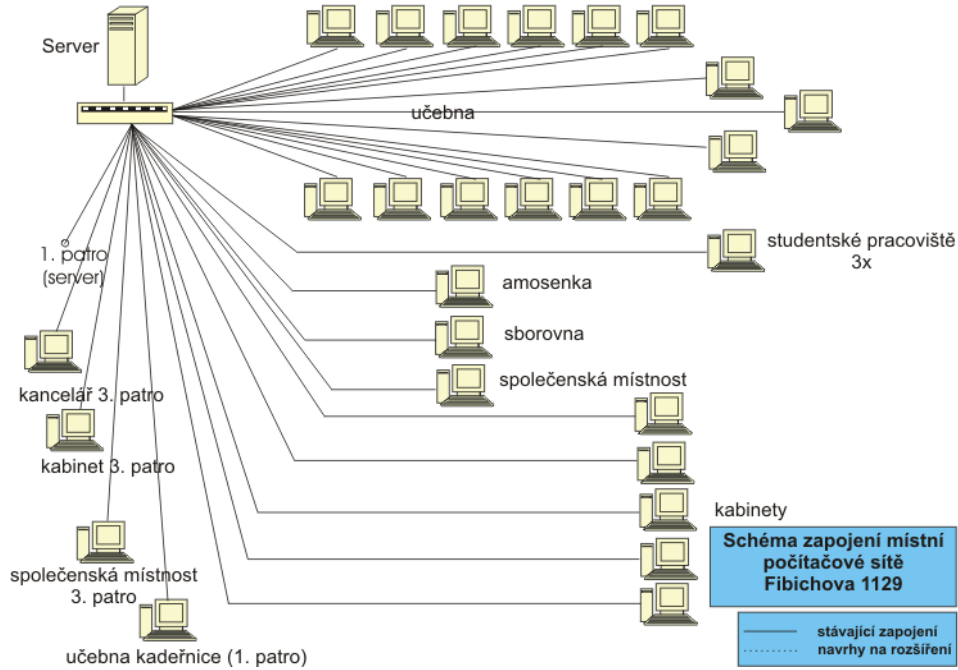 Server
učebna
1. patro
(server)
studentské pracoviště
3x
amosenka
sborovna
společenská místnost
kancelář 3. patro
kabinet 3. patro
kabinety
společenská místnost
3. patro
učebna kadeřnice (1. patro)
Schéma zapojení místní
počítačové sítě
Fibichova 1129
stávající zapojení
navrhy na rozšíření